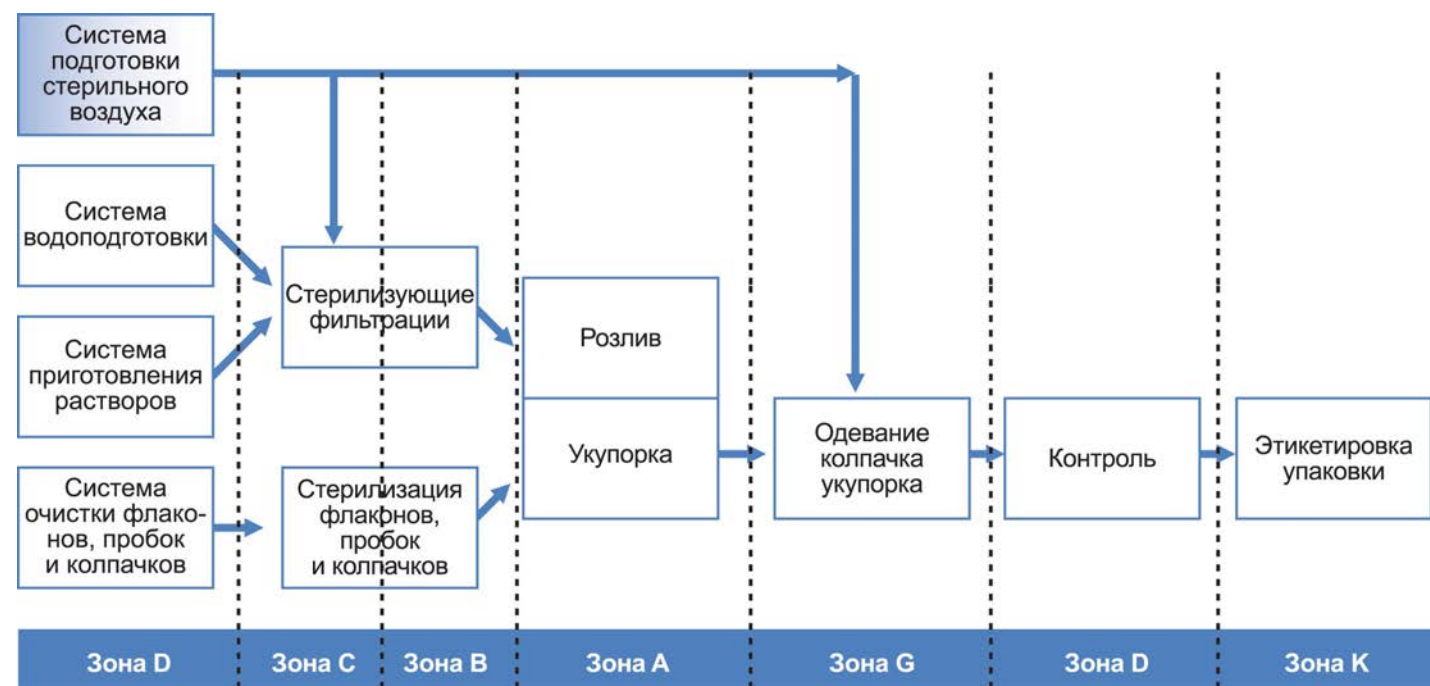 Система
подготовки
стерильного
воздуха
Система
водоподготовки
Система
приготовления
растворов
Система
очистки флако-
нов, пробок
и колпачков
Стерилизующие
фильтрации
Стерилизация
флаконов,
пробок
и колпачков
Розлив
Укупорка
Одевание
колпачка
укупорка
Контроль
Этикетировка
упаковки
Зона D
Зона C
Зона B
Зона A
Зона G
Зона D
Зона K